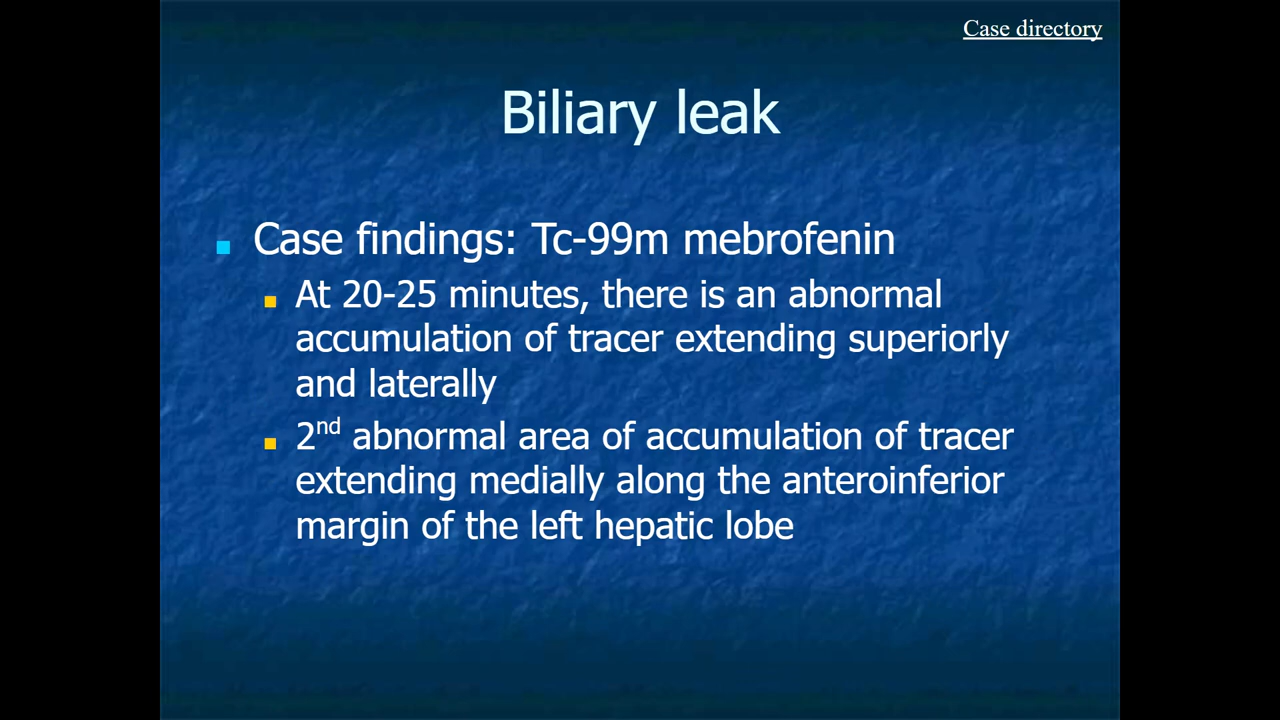 Case directory
Biliary leak
Case findings: Tc-99m mebrofenin
At 20-25 minutes, there is an abnormal
accumulation of tracer extending superiorly
and laterally
2nd abnormal area of accumulation of tracer
extending medially along the anteroinferior
margin of the left hepatic lobe